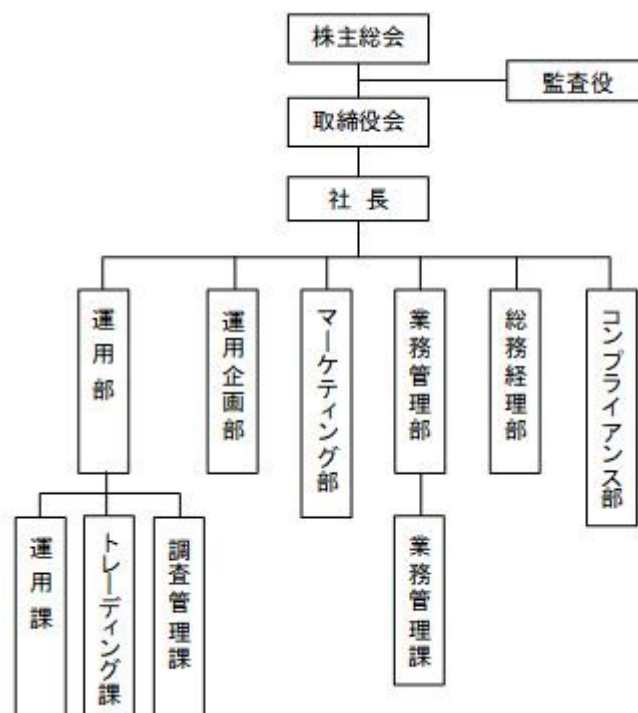 株主総会
監査役
取締役会
社長
運用部
運用企画部
マーケティング部
業務管理部
総務経理部
コンプライアンス部
運用課
トレーディング課
調査管理課
業務管理課